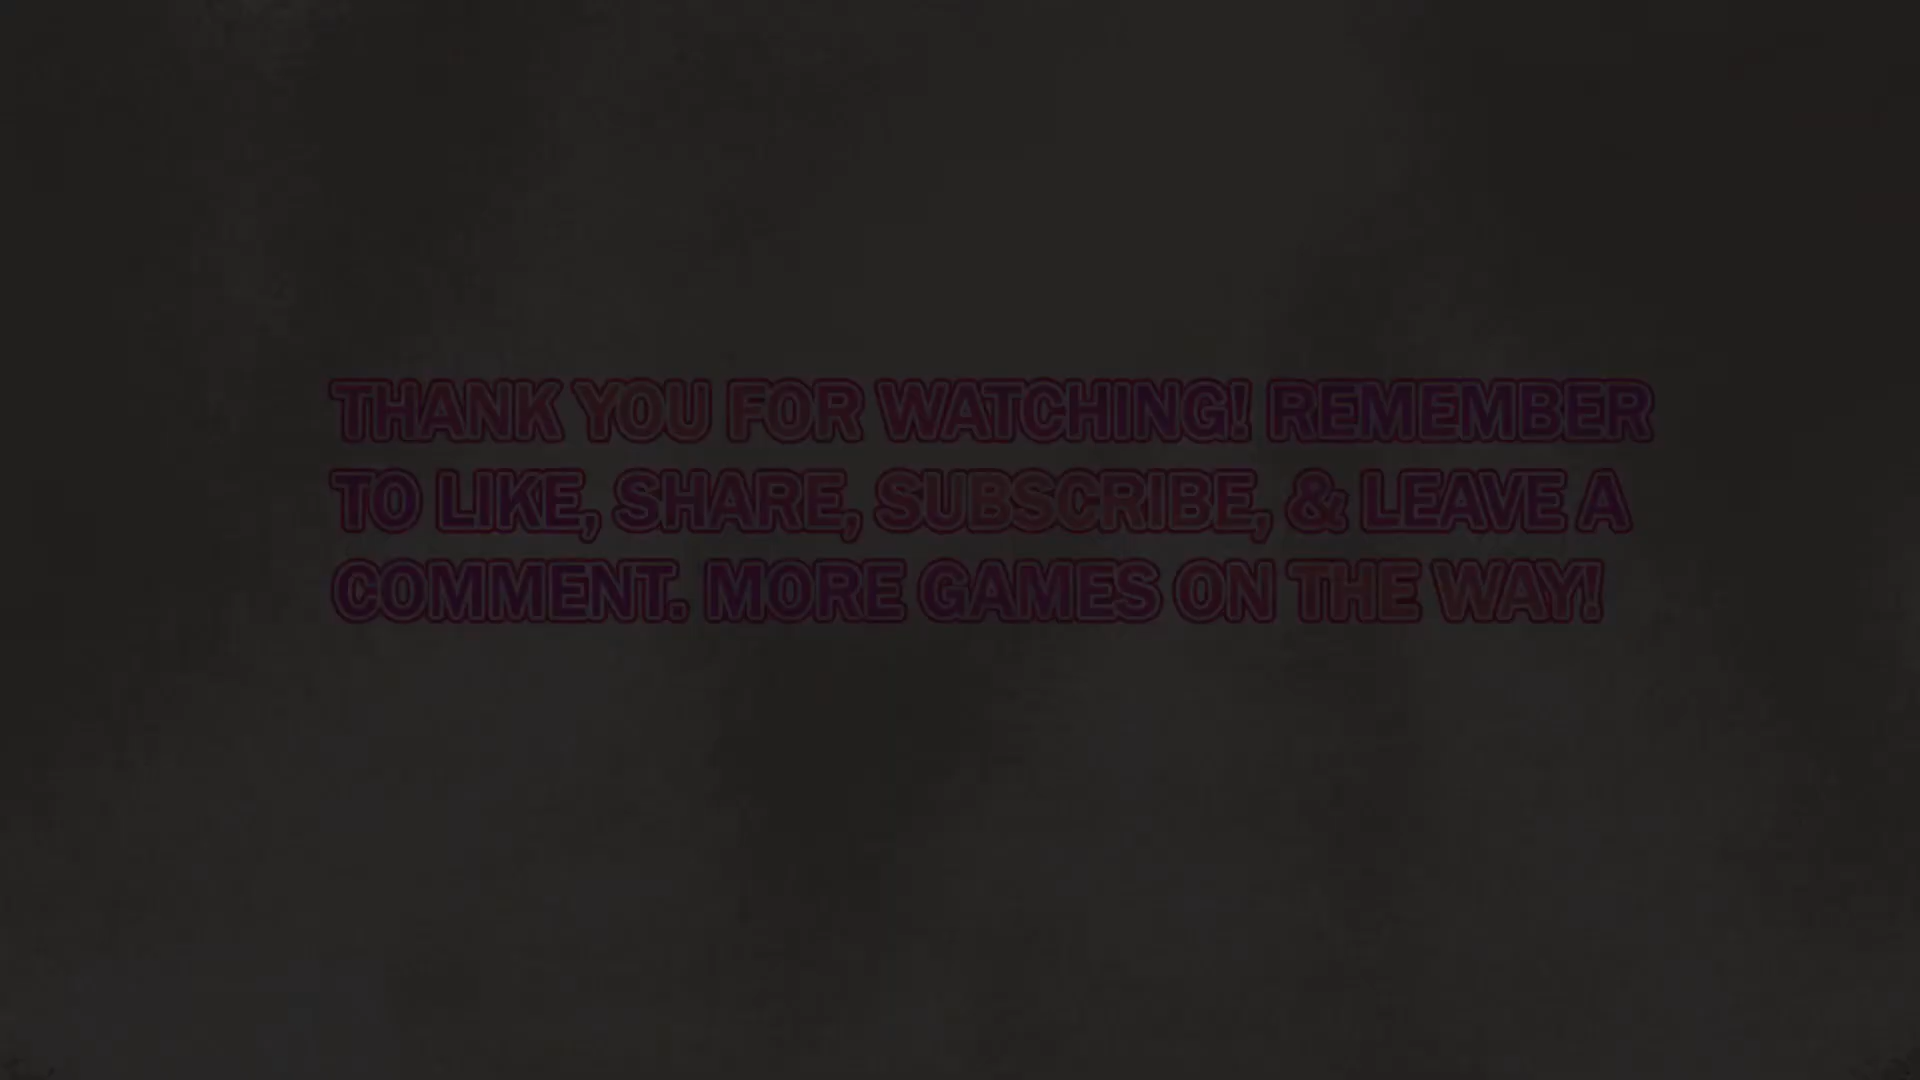 THANK YOU FOR WATCHING! REMEMBER
TO LIKE, SHARE, SUBSCRIBE, & LEAVE A
COMMENT. MORE GAMES ON THE WAY!